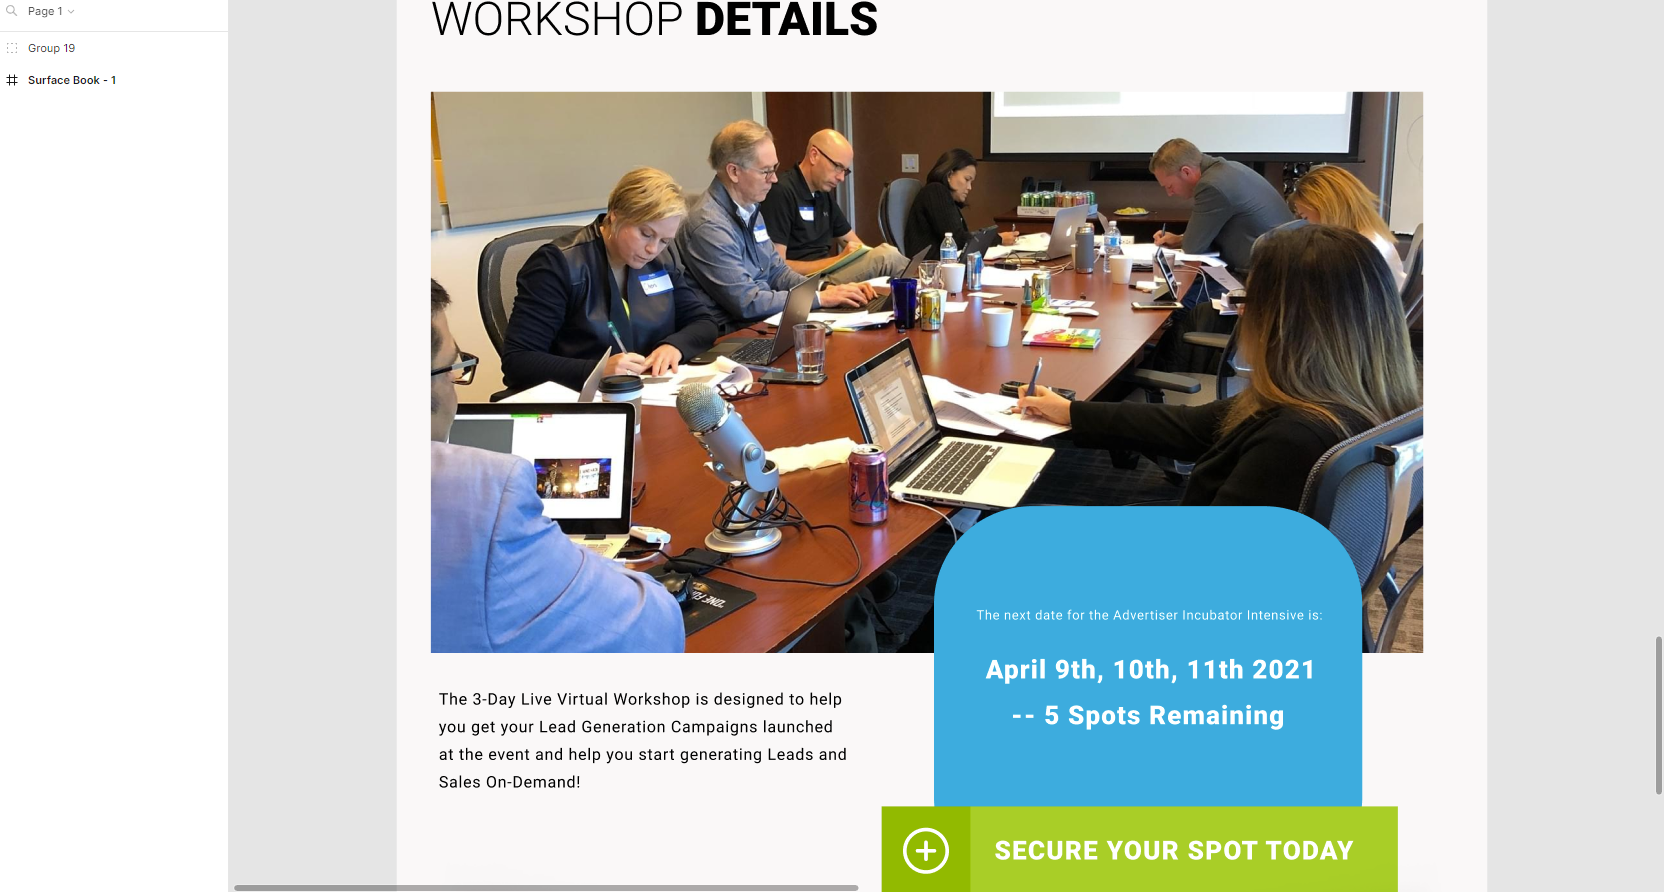 Page 1
Group 19
Surface Book - 1
WORKSHOP DETAILS
The next date for the Advertiser Incubator Intensive is:
April 9th, 10th, 11th 2021
-- 5 Spots Remaining
The 3-Day Live Virtual Workshop is designed to help
you get your Lead Generation Campaigns launched
at the event and help you start generating Leads and
Sales On-Demand!
SECURE YOUR SPOT TODAY